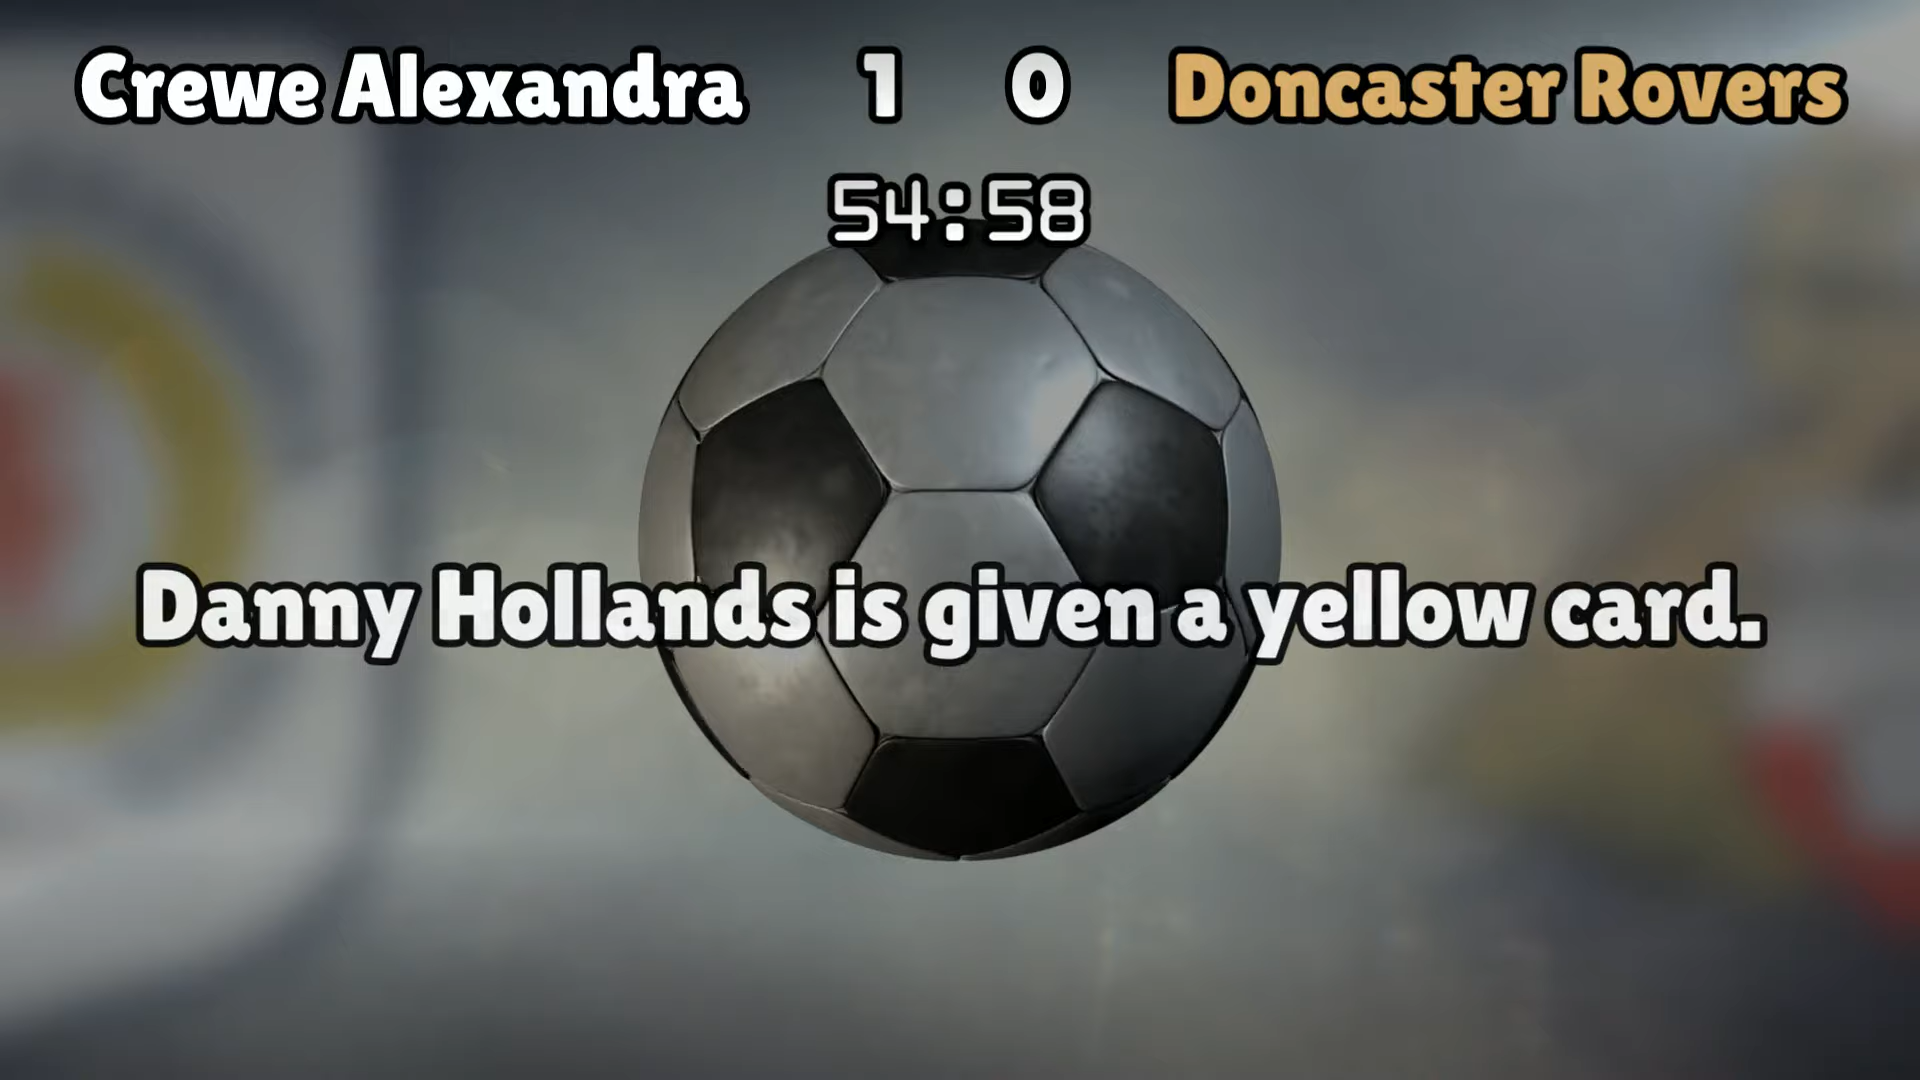 Crewe Alexandra 1 0 Doncaster Rovers
54:58
Danny Hollands is given a yellow card.